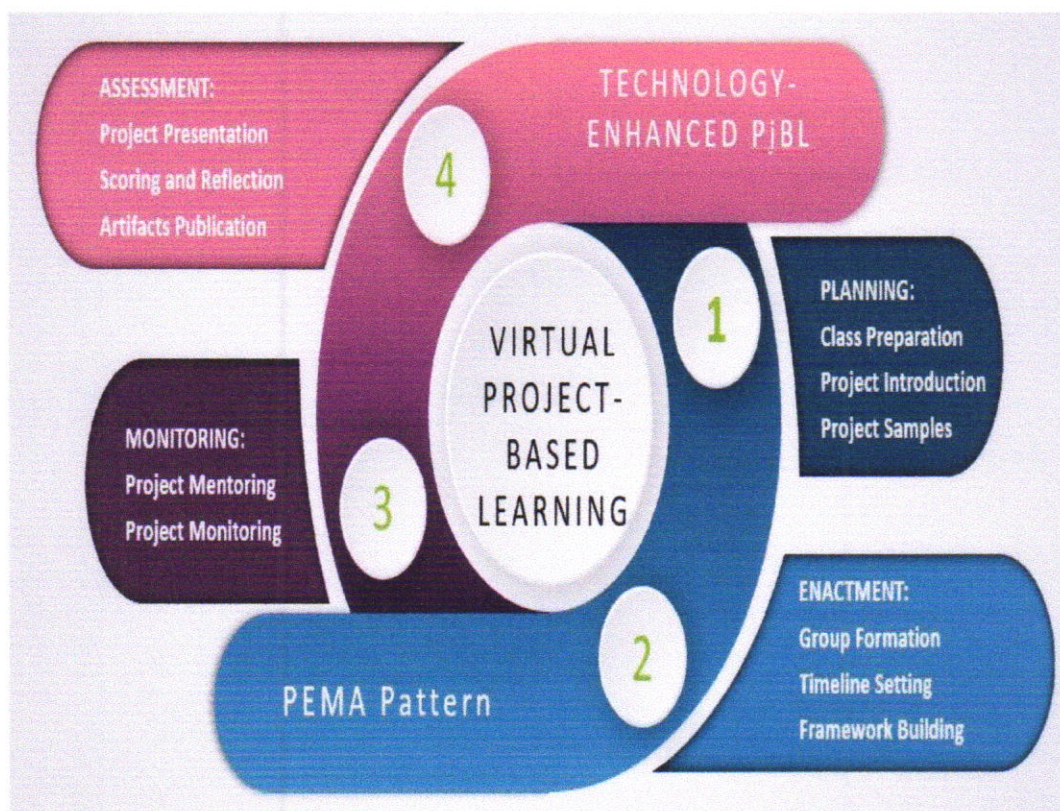 TECHNOLOGY-
ENHANCED PjBL
VIRTUAL
PROJECT-
BASED
LEARNING
PEMA Pattern
1
PLANNING:
Class Preparation
Project Introduction
Project Samples
2
ENACTMENT:
Group Formation
Timeline Setting
Framework Building
3
MONITORING:
Project Mentoring
Project Monitoring
4
ASSESSMENT:
Project Presentation
Scoring and Reflection
Artifacts Publication